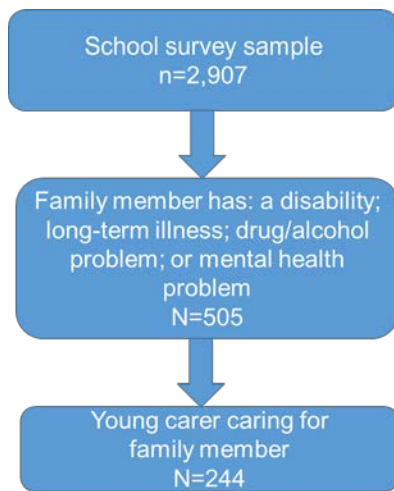 School survey sample
n=2,907
Family member has: a disability;
long-term illness; drug/alcohol
problem; or mental health
problem
N=505
Young carer caring for
family member
N=244